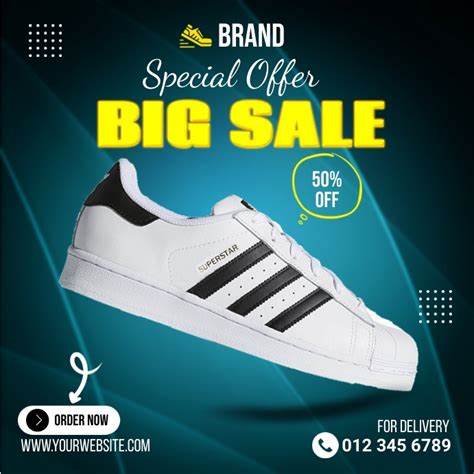 BRAND
Special Offer
BIG SALE
50%
OFF
SUPERSTAR
ORDER NOW
WWW.YOURWEBSITE.COM
FOR DELIVERY
012 345 6789